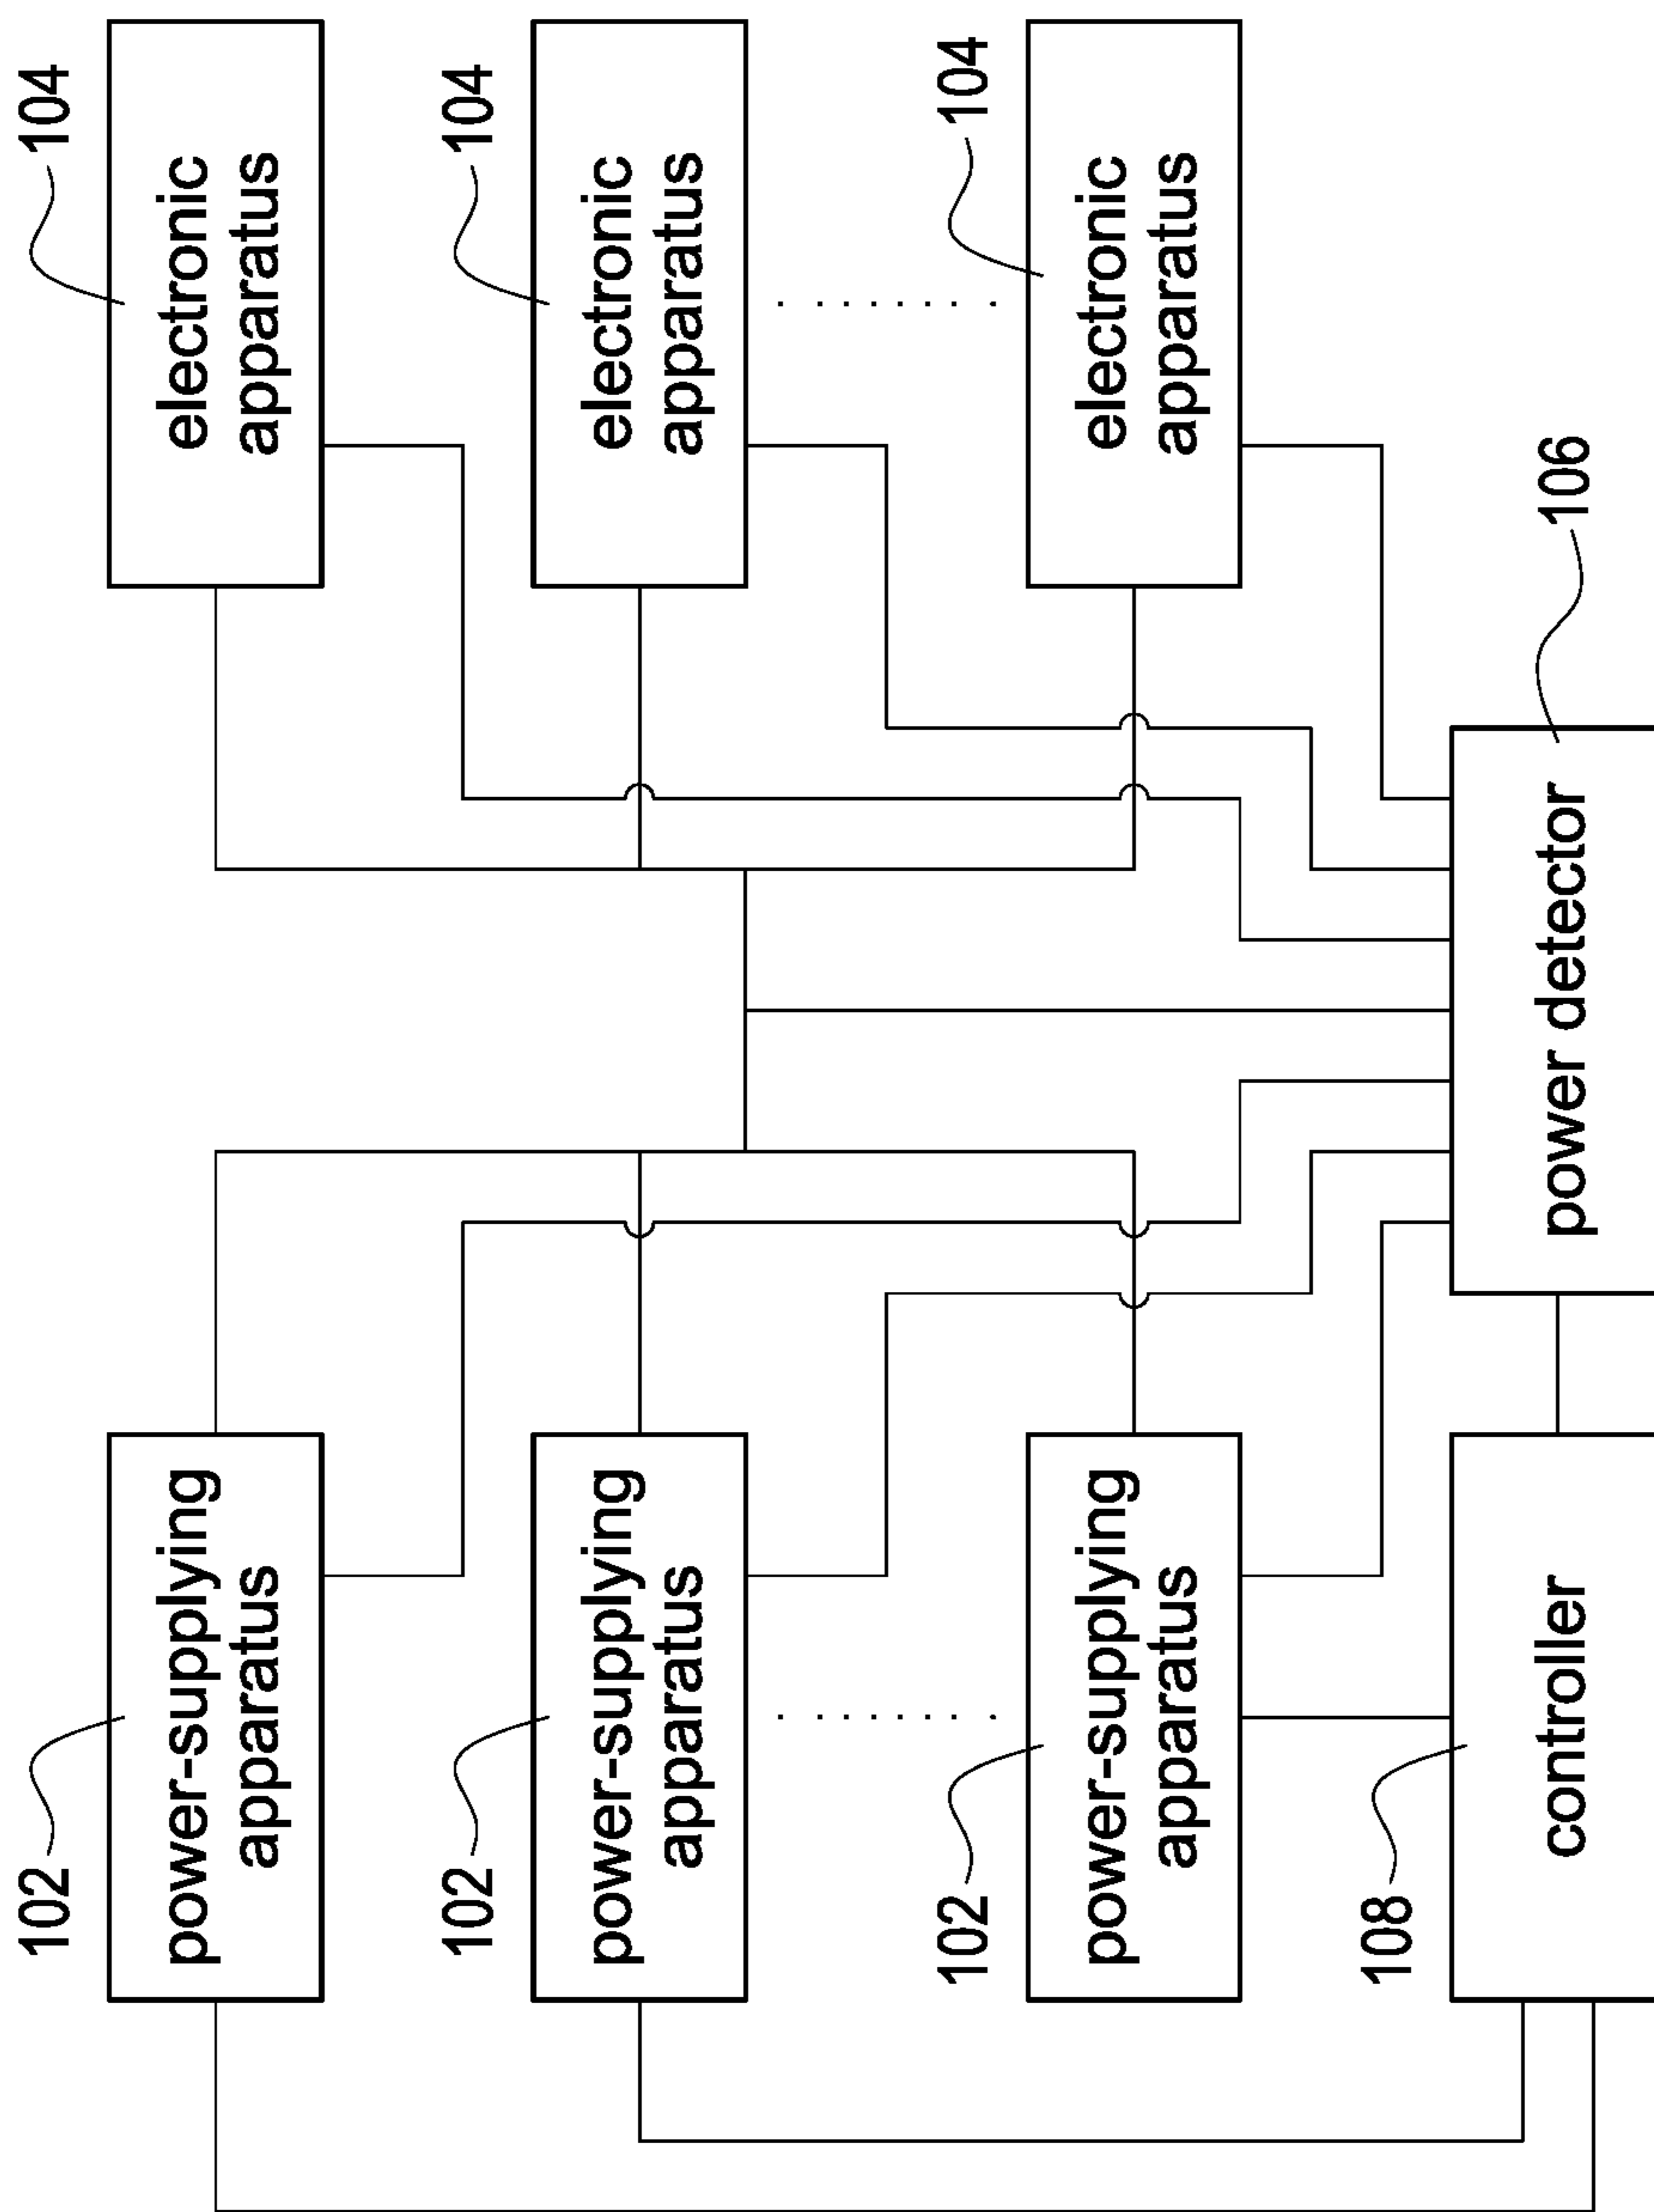 102
power-supplying
apparatus
104
electronic
apparatus
102
power-supplying
apparatus
104
electronic
apparatus
102
power-supplying
apparatus
104
electronic
apparatus
108
controller
106
power detector